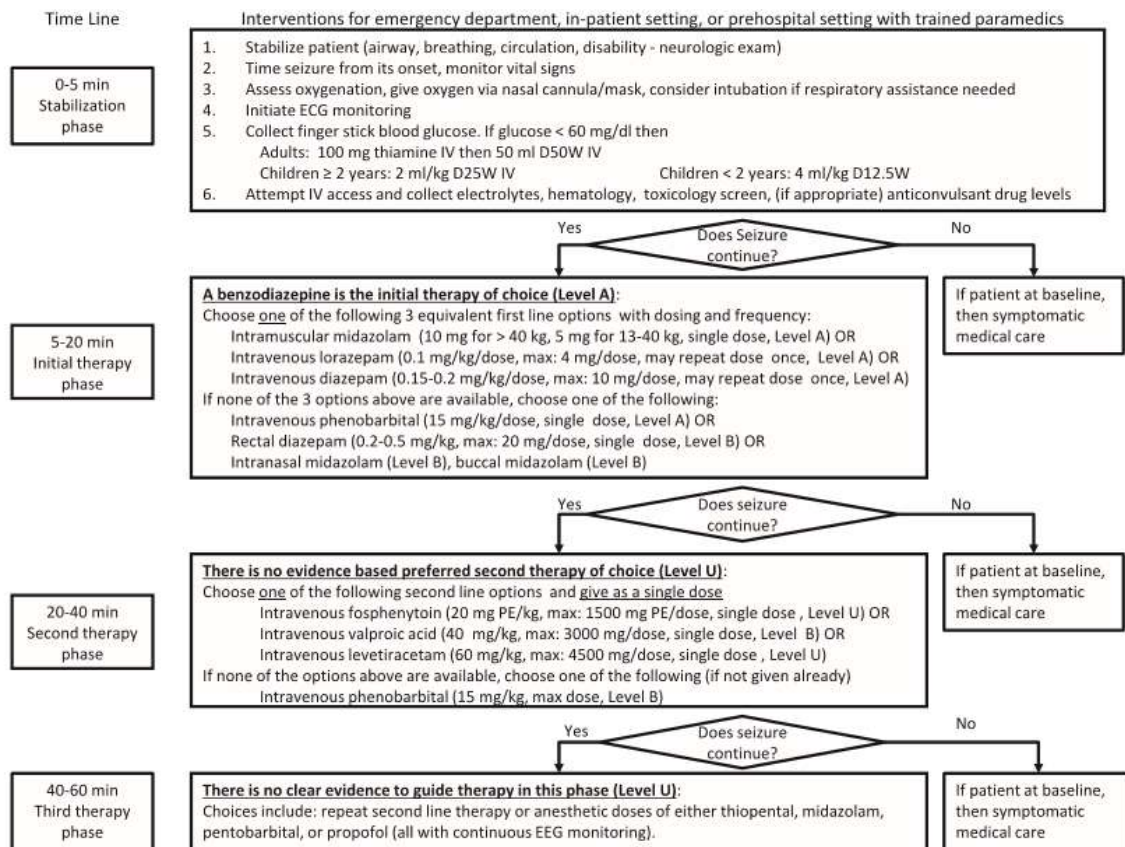 Time Line
Interventions for emergency department, in-patient setting, or prehospital setting with trained paramedics
0-5 min
Stabilization
phase
1. Stabilize patient (airway, breathing, circulation, disability - neurologic exam)
2. Time seizure from its onset, monitor vital signs
3. Assess oxygenation, give oxygen via nasal cannula/mask, consider intubation if respiratory assistance needed
4. Initiate ECG monitoring
5. Collect finger stick blood glucose. If glucose < 60 mg/dl then
Adults: 100 mg thiamine IV then 50 ml D50W IV
Children ≥ 2 years: 2 ml/kg D25W IV Children < 2 years: 4 ml/kg D12.5W
6. Attempt IV access and collect electrolytes, hematology, toxicology screen, (if appropriate) anticonvulsant drug levels
Yes
Does Seizure
continue?
No
5-20 min
Initial therapy
phase
A benzodiazepine is the initial therapy of choice (Level A):
Choose one of the following 3 equivalent first line options with dosing and frequency:
Intramuscular midazolam (10 mg for > 40 kg, 5 mg for 13-40 kg, single dose, Level A) OR
Intravenous lorazepam (0.1 mg/kg/dose, max: 4 mg/dose, may repeat dose once, Level A) OR
Intravenous diazepam (0.15-0.2 mg/kg/dose, max: 10 mg/dose, may repeat dose once, Level A)
If none of the 3 options above are available, choose one of the following:
Intravenous phenobarbital (15 mg/kg/dose, single dose, Level A) OR
Rectal diazepam (0.2-0.5 mg/kg, max: 20 mg/dose, single dose, Level B) OR
Intranasal midazolam (Level B), buccal midazolam (Level B)
If patient at baseline,
then symptomatic
medical care
Yes
Does seizure
continue?
No
20-40 min
Second therapy
phase
There is no evidence based preferred second therapy of choice (Level U):
Choose one of the following second line options and give as a single dose
Intravenous fosphenytoin (20 mg PE/kg, max: 1500 mg PE/dose, single dose , Level U) OR
Intravenous valproic acid (40 mg/kg, max: 3000 mg/dose, single dose, Level B) OR
Intravenous levetiracetam (60 mg/kg, max: 4500 mg/dose, single dose , Level U)
If none of the options above are available, choose one of the following (if not given already)
Intravenous phenobarbital (15 mg/kg, max dose, Level B)
If patient at baseline,
then symptomatic
medical care
Yes
Does seizure
continue?
No
40-60 min
Third therapy
phase
There is no clear evidence to guide therapy in this phase (Level U):
Choices include: repeat second line therapy or anesthetic doses of either thiopental, midazolam,
pentobarbital, or propofol (all with continuous EEG monitoring).
If patient at baseline,
then symptomatic
medical care